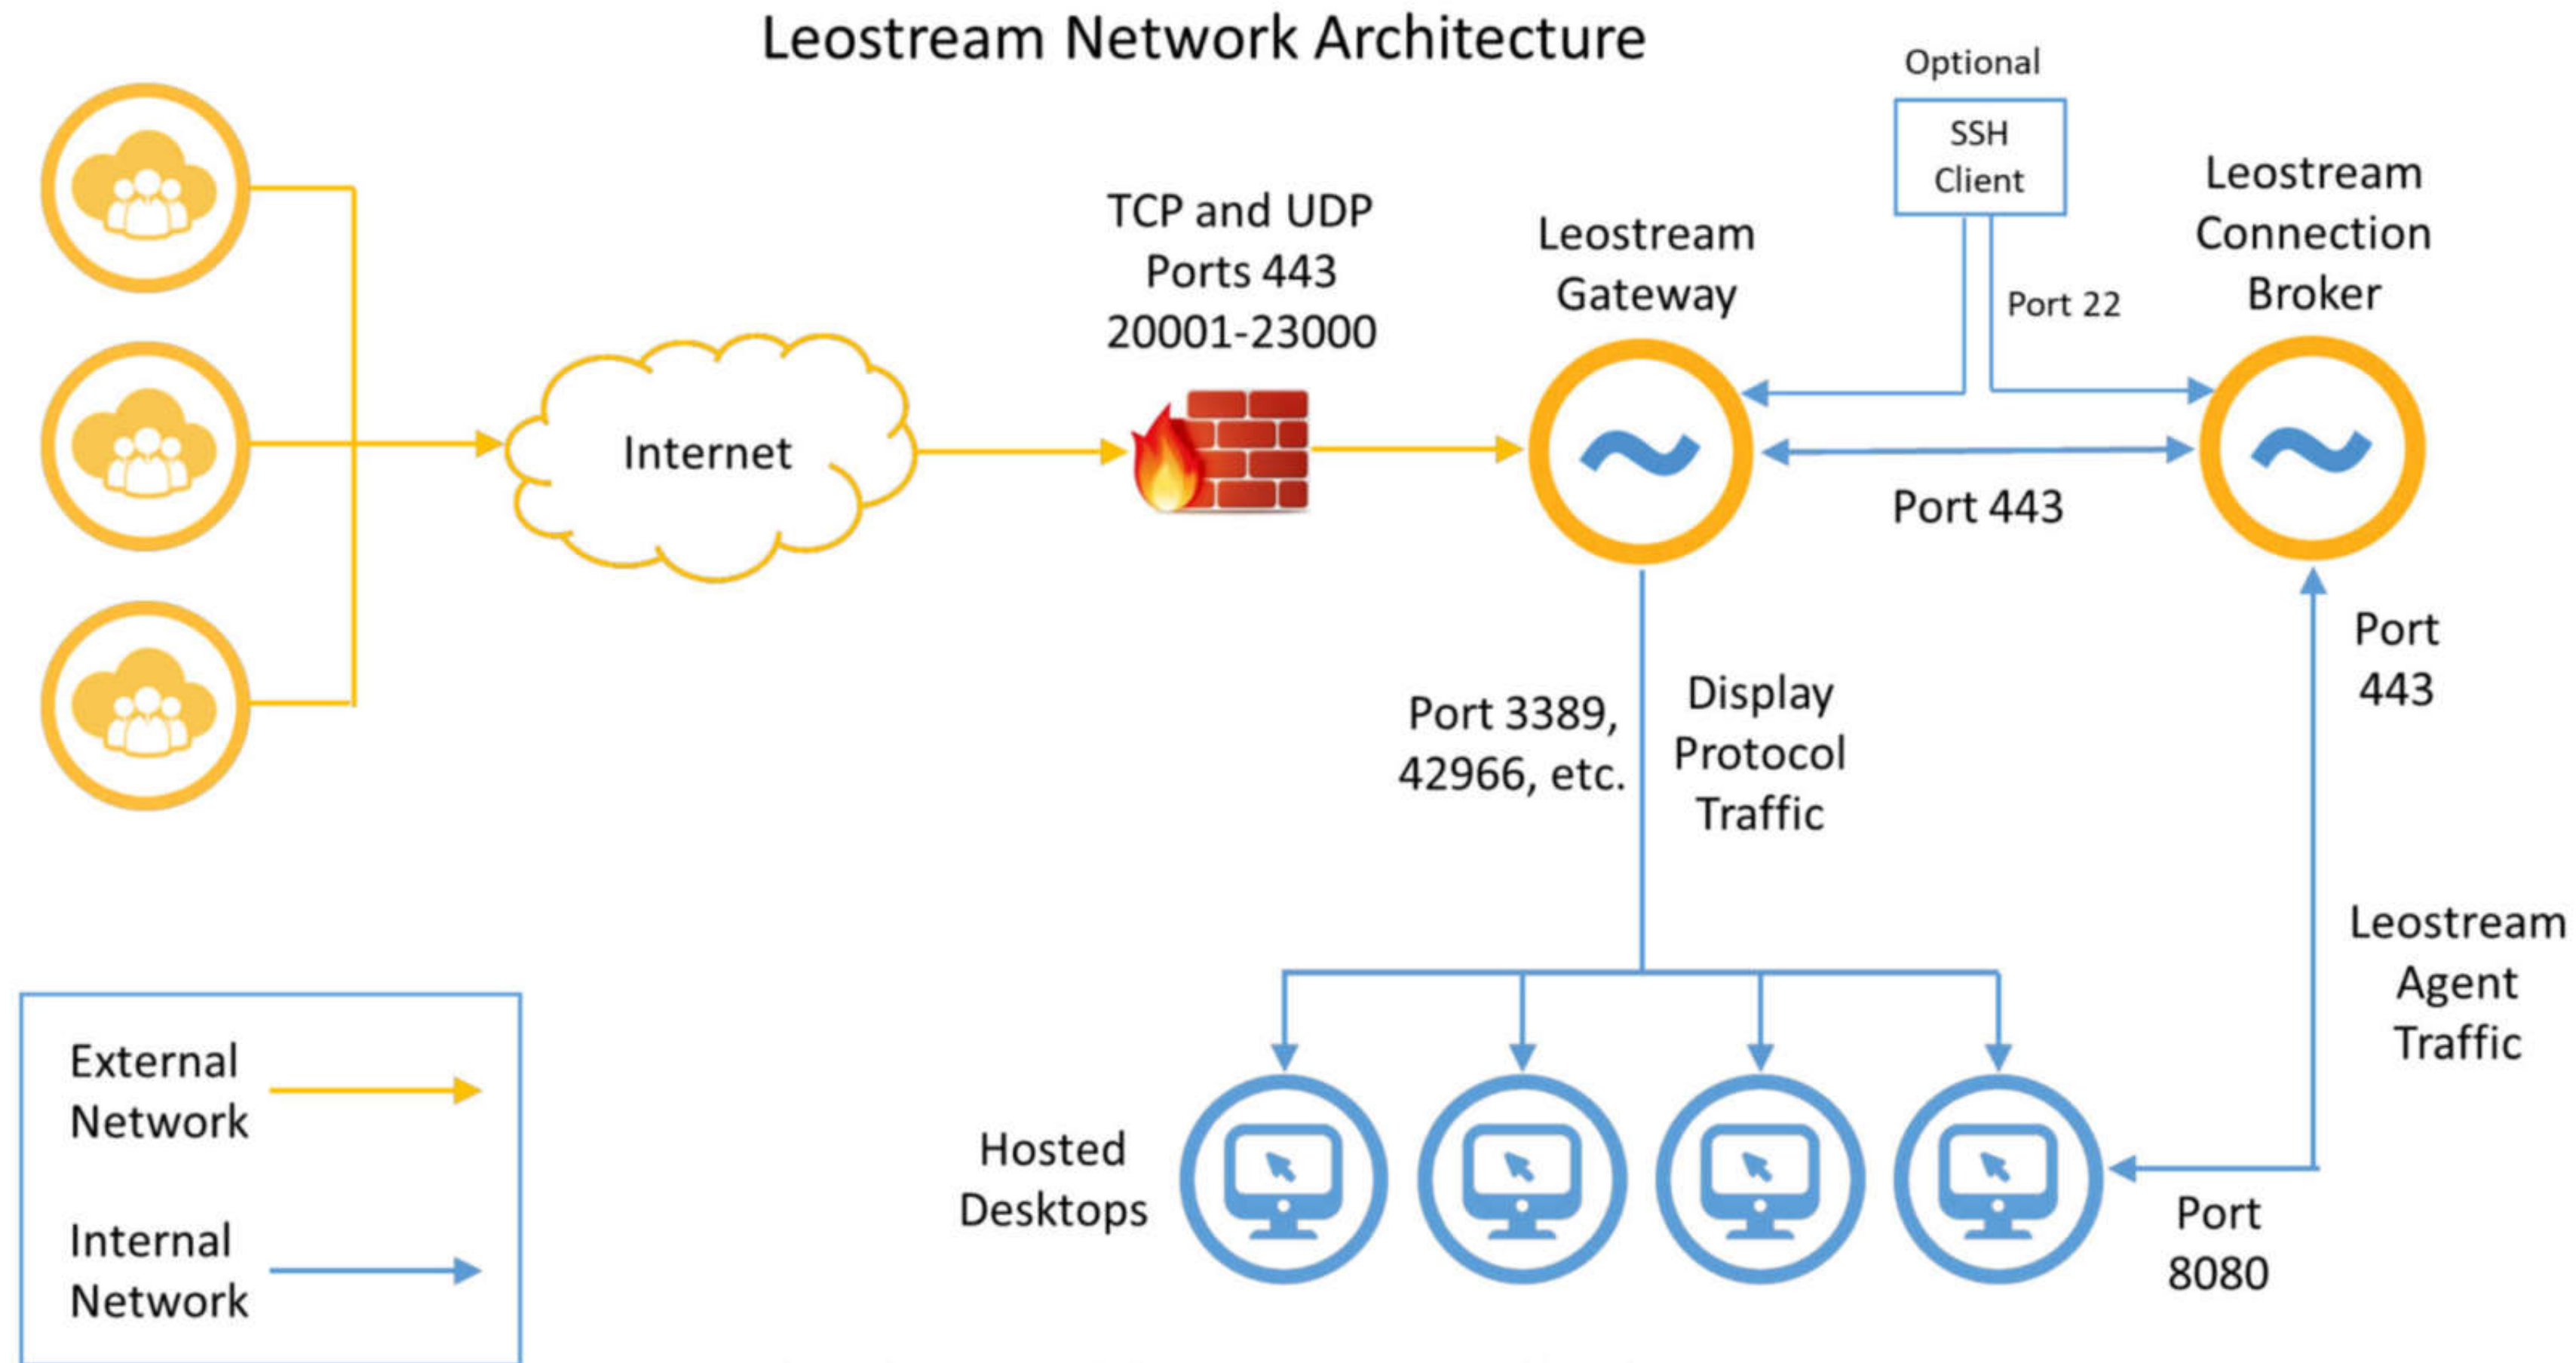 Leostream Network Architecture
Optional
SSH
Client
Leostream
Connection
Broker
TCP and UDP
Ports 443
20001-23000
Leostream
Gateway
Port 22
Internet
Port 443
Port
443
Port 3389,
42966, etc.
Display
Protocol
Traffic
Leostream
Agent
Traffic
External
Network
Internal
Network
Hosted
Desktops
Port
8080